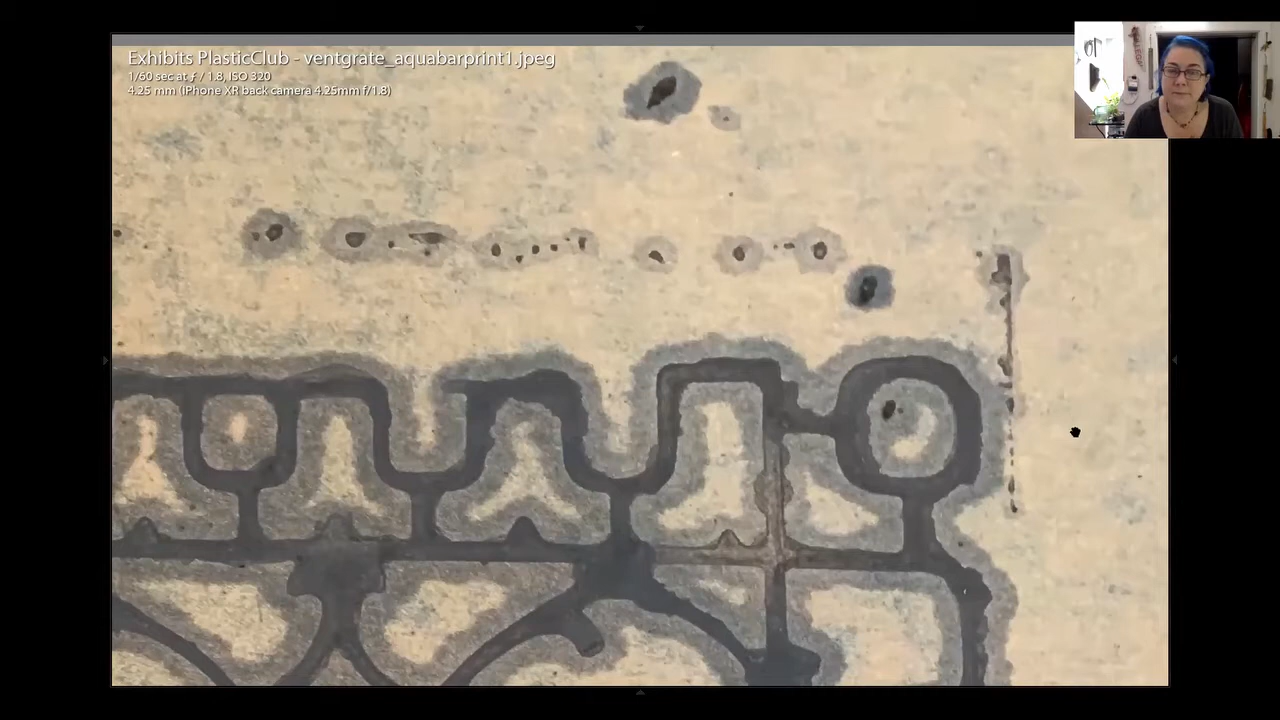 Exhibits PlasticClub - ventgrate_aquabarprint1.jpeg
1/60 sec at ƒ / 1.8, ISO 320
4.25 mm (iPhone XR back camera 4.25mm f/1.8)